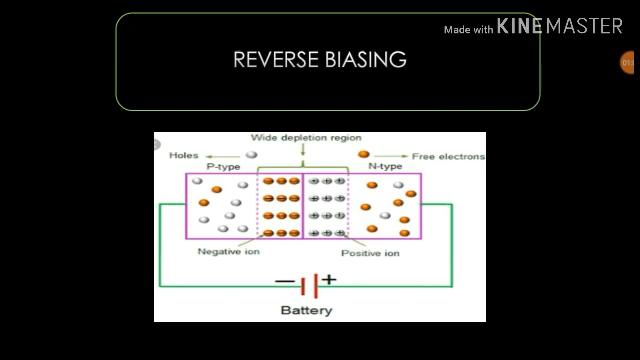 Made with KINEMASTER
REVERSE BIASING
Wide depletion region
Holes
Free electrons
P-type
N-type
Negative ion
Positive ion
− +
Battery